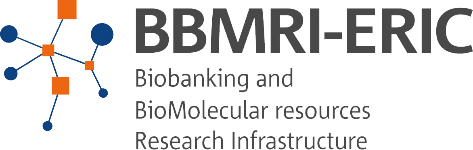 BBMRI-ERIC
Biobanking and
BioMolecular resources
Research Infrastructure